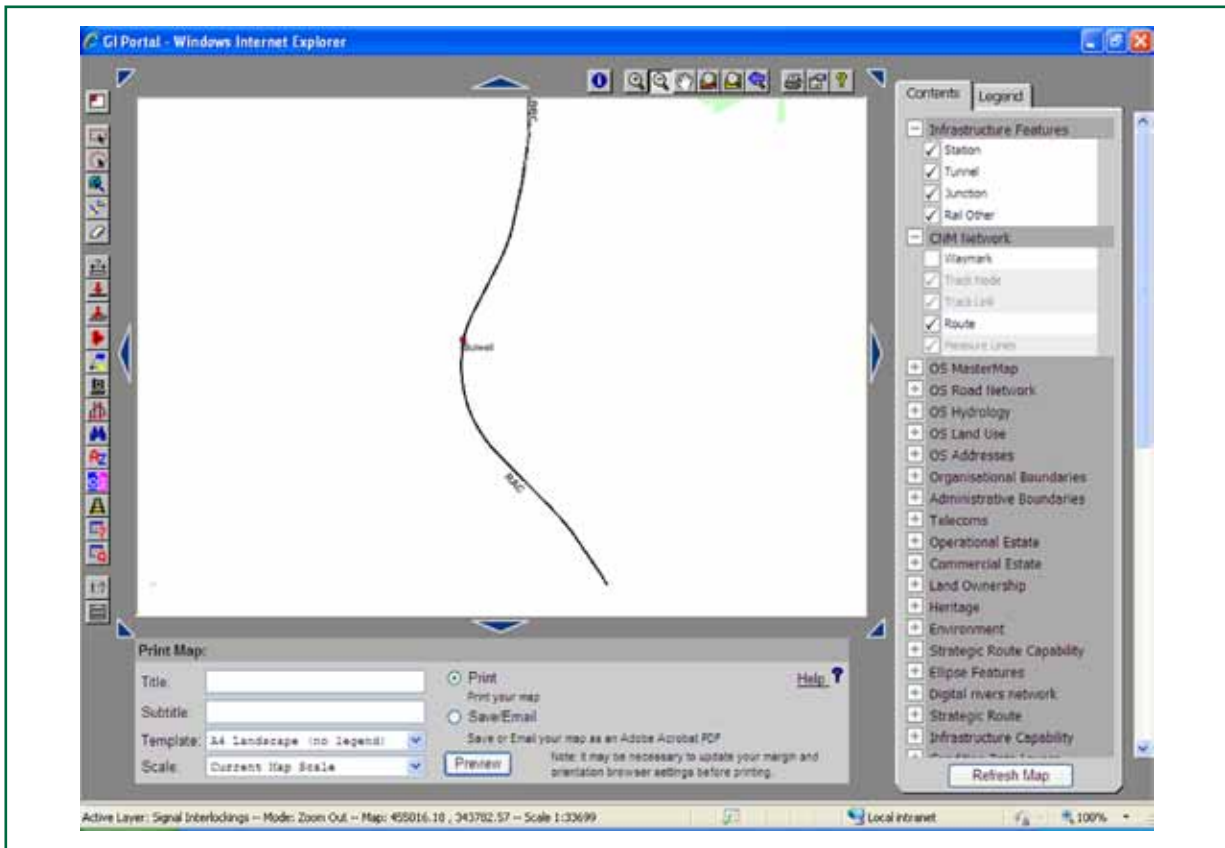 GI Portal - Windows Internet Explorer
Contents
Legend
Infrastructure Features
Station
Tunnel
Junction
Rail Other
CNM Network
Waymark
Track Node
Track Link
Route
Measure Lines
OS MasterMap
OS Road Network
OS Hydrology
OS Land Use
OS Addresses
Organisational Boundaries
Administrative Boundaries
Telecoms
Operational Estate
Commercial Estate
Land Ownership
Heritage
Environment
Strategic Route Capability
Ellipse Features
Digital rivers network
Strategic Route
Infrastructure Capability
Refresh Map
Bulwell
RAC
Print Map:
Title:
Subtitle:
Template: A4 Landscape (no legend)
Scale: Current Map Scale
Print
Print your map
Save/Email
Save or Email your map as an Adobe Acrobat PDF
Preview
Note: it may be necessary to update your margin and
orientation browser settings before printing.
Help ?
Active Layer: Signal Interlockings -- Mode: Zoom Out -- Map: 455016.18 , 343782.57 -- Scale 1:33699
Local intranet
100%